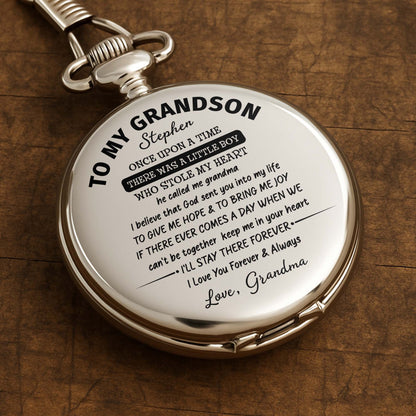 TO MY GRANDSON
Stephen
ONCE UPON A TIME
THERE WAS A LITTLE BOY
WHO STOLE MY HEART
he called me grandma
I believe that God sent you into my life
TO GIVE ME HOPE & TO BRING ME JOY
IF THERE EVER COMES A DAY WHEN WE
can't be together keep me in your heart
I'LL STAY THERE FOREVER
I Love You Forever & Always
Love, Grandma